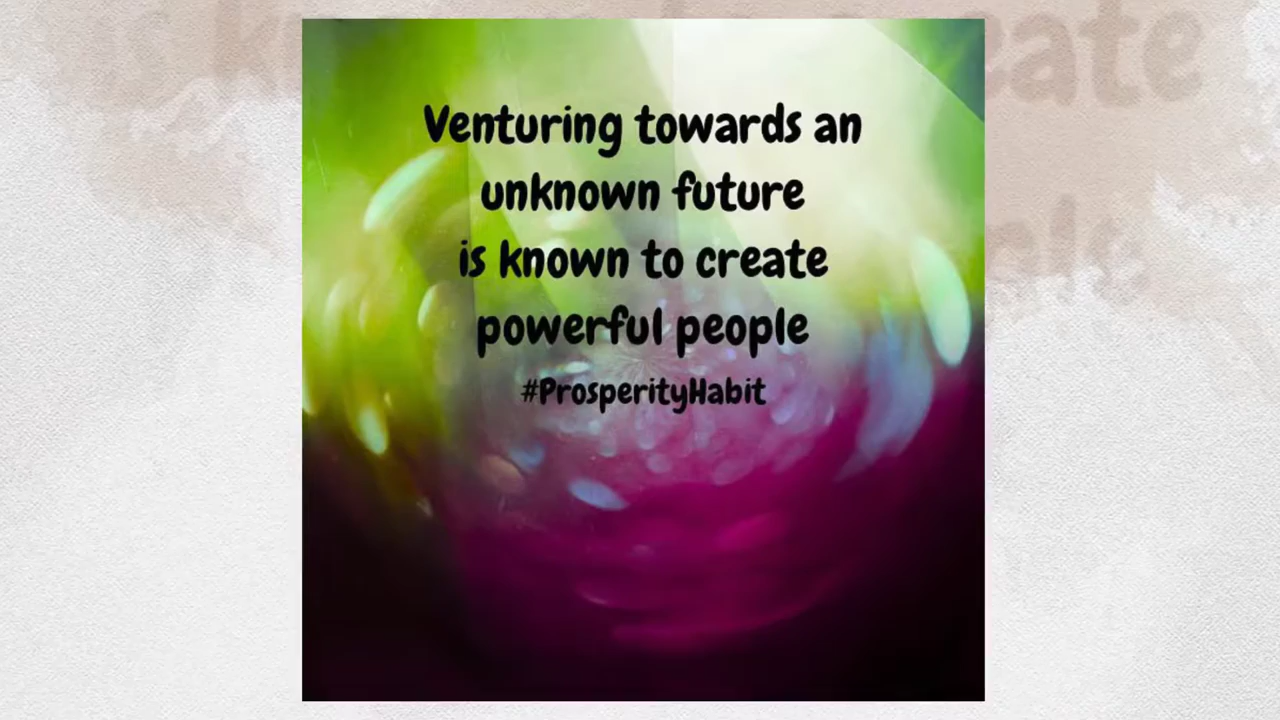 Venturing towards an
unknown future
is known to create
powerful people
#ProsperityHabit